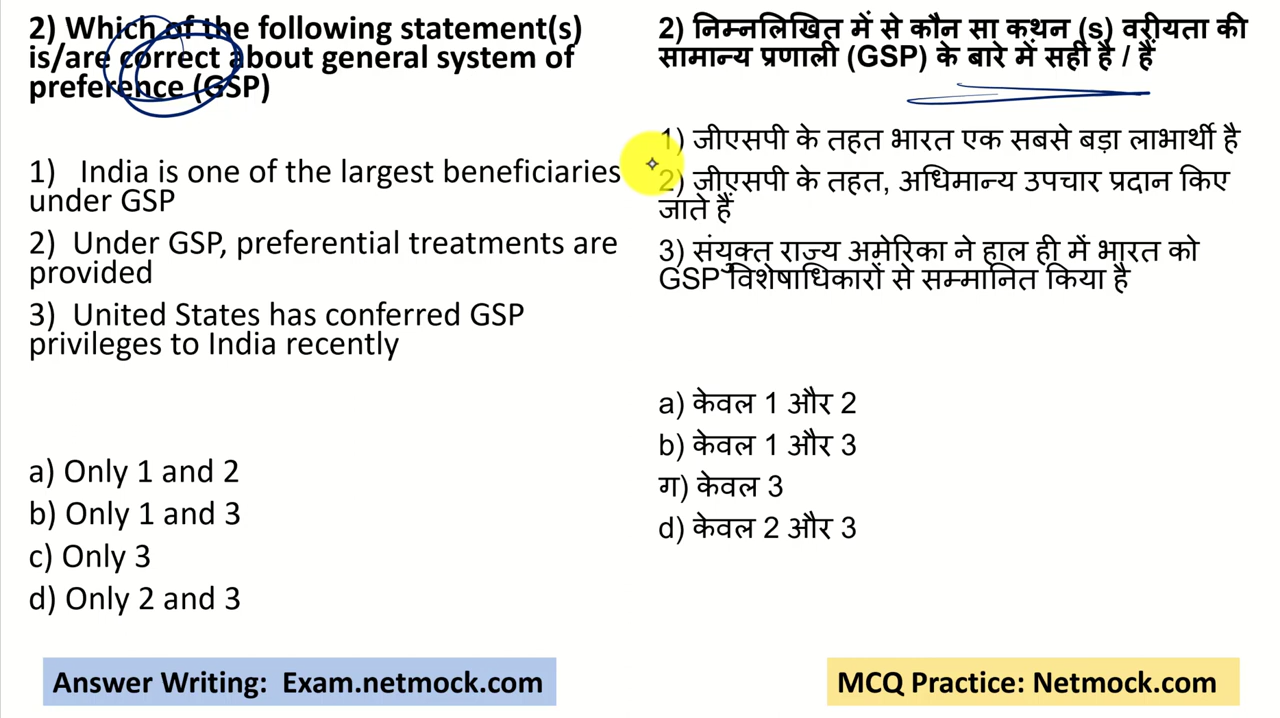 2) Which of the following statement(s)
is/are correct about general system of
preference (GSP)
1) India is one of the largest beneficiaries
under GSP
2) Under GSP, preferential treatments are
provided
3) United States has conferred GSP
privileges to India recently
a) Only 1 and 2
b) Only 1 and 3
c) Only 3
d) Only 2 and 3
2) निम्नलिखित में से कौन सा कथन (s) वरीयता की
सामान्य प्रणाली (GSP) के बारे में सही है / हैं
1) जीएसपी के तहत भारत एक सबसे बड़ा लाभार्थी है
2) जीएसपी के तहत, अधिमान्य उपचार प्रदान किए
जाते हैं
3) संयुक्त राज्य अमेरिका ने हाल ही में भारत को
GSP विशेषाधिकारों से सम्मानित किया है
a) केवल 1 और 2
b) केवल 1 और 3
ग) केवल 3
d) केवल 2 और 3
Answer Writing: Exam.netmock.com
MCQ Practice: Netmock.com